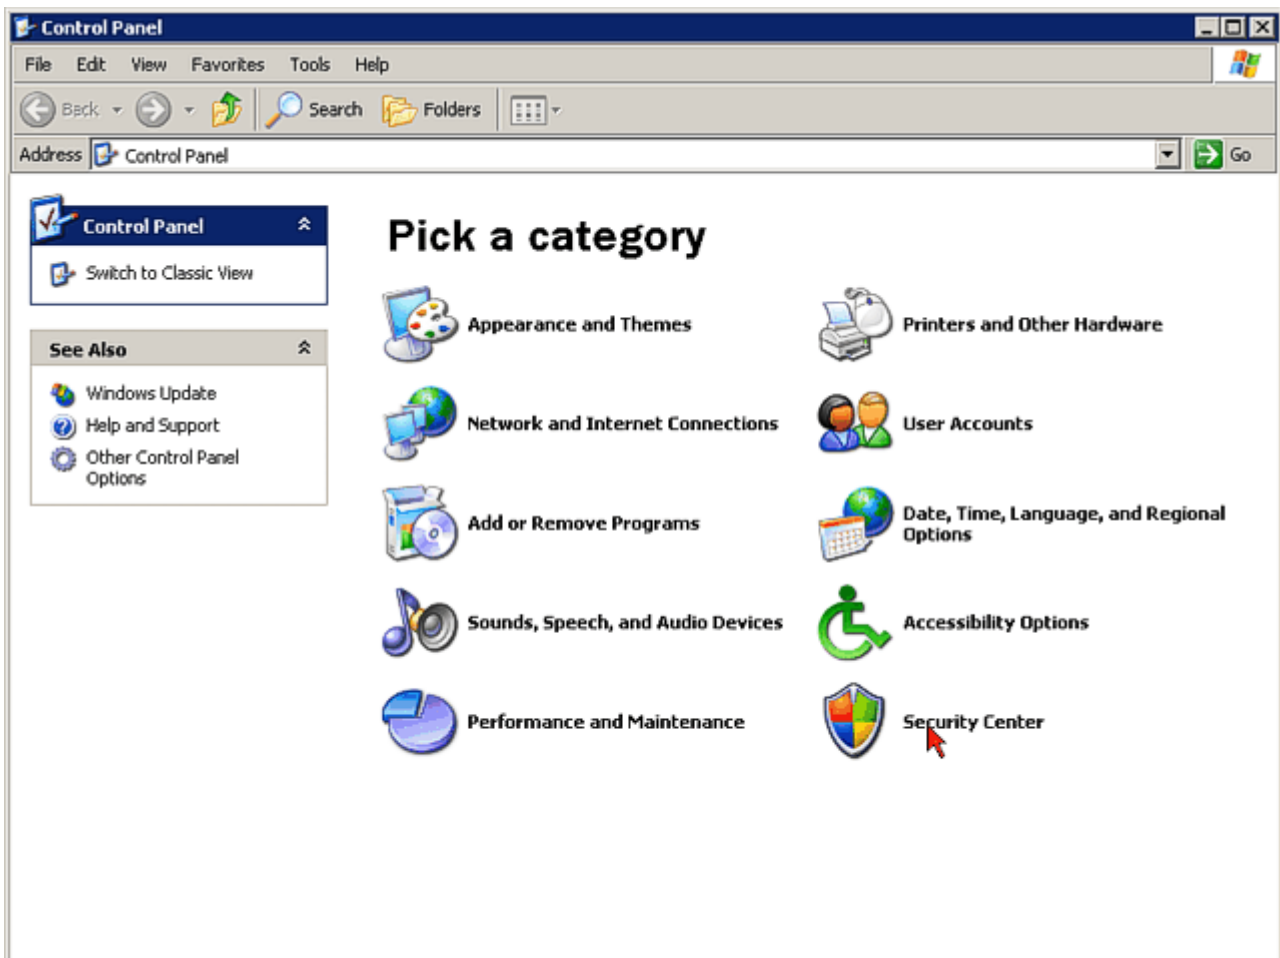 Control Panel
File Edit View Favorites Tools Help
Back Search Folders
Address Control Panel Go
Control Panel
Switch to Classic View
See Also
Windows Update
Help and Support
Other Control Panel
Options
Pick a category
Appearance and Themes
Printers and Other Hardware
Network and Internet Connections
User Accounts
Add or Remove Programs
Date, Time, Language, and Regional
Options
Sounds, Speech, and Audio Devices
Accessibility Options
Performance and Maintenance
Security Center